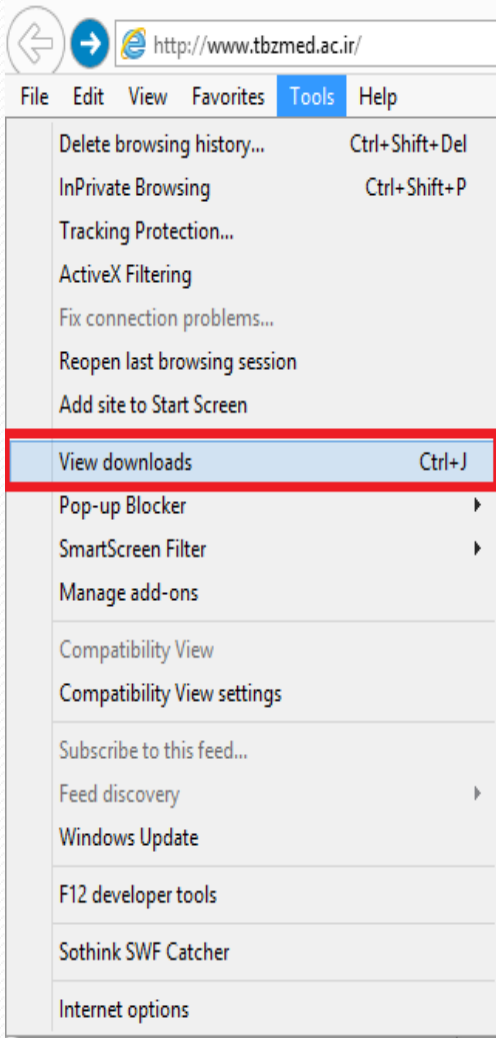 http://www.tbzmed.ac.ir/
File Edit View Favorites Tools Help
Delete browsing history... Ctrl+Shift+Del
InPrivate Browsing Ctrl+Shift+P
Tracking Protection...
ActiveX Filtering
Fix connection problems...
Reopen last browsing session
Add site to Start Screen
View downloads Ctrl+J
Pop-up Blocker
SmartScreen Filter
Manage add-ons
Compatibility View
Compatibility View settings
Subscribe to this feed...
Feed discovery
Windows Update
F12 developer tools
Sothink SWF Catcher
Internet options